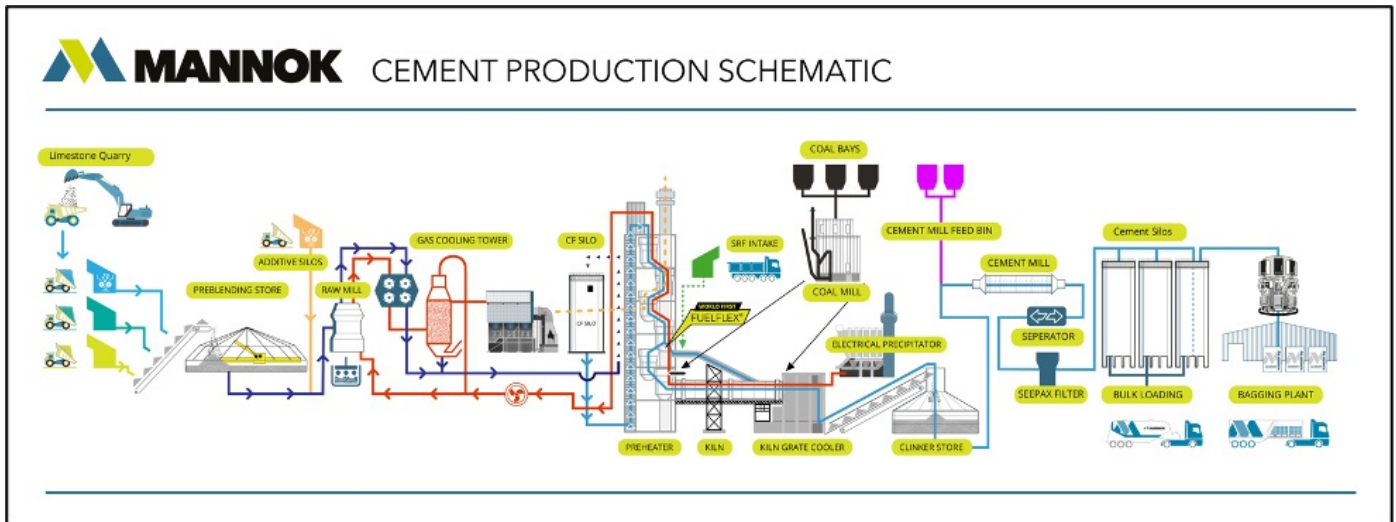 MANNOK CEMENT PRODUCTION SCHEMATIC
Limestone Quarry
COAL BAYS
ADDITIVE SILOS
GAS COOLING TOWER
CF SILO
SRF INTAKE
CEMENT MILL FEED BIN
Cement Silos
PREBLENDING STORE
RAW MILL
COAL MILL
CEMENT MILL
WORLD FIRST
FUELFLEX
CF SILO
ELECTRICAL PRECIPITATOR
SEPERATOR
SEEPAX FILTER
BULK LOADING
BAGGING PLANT
MANNOK
PREHEATER
KILN
KILN GRATE COOLER
CLINKER STORE